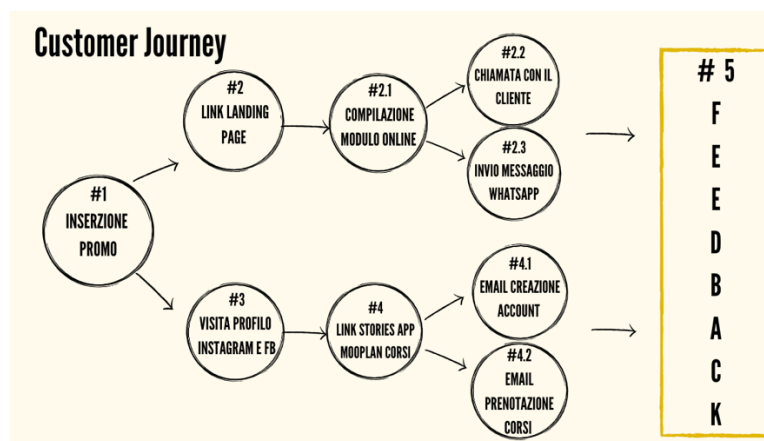 Customer Journey
#1
INSERZIONE
PROMO
#2
LINK LANDING
PAGE
#2.1
COMPILAZIONE
MODULO ONLINE
#2.2
CHIAMATA CON IL
CLIENTE
#2.3
INVIO MESSAGGIO
WHATSAPP
#3
VISITA PROFILO
INSTAGRAM E FB
#4
LINK STORIES APP
MOOPLAN CORSI
#4.1
EMAIL CREAZIONE
ACCOUNT
#4.2
EMAIL
PRENOTAZIONE
CORSI
# 5
F
E
E
D
B
A
C
K